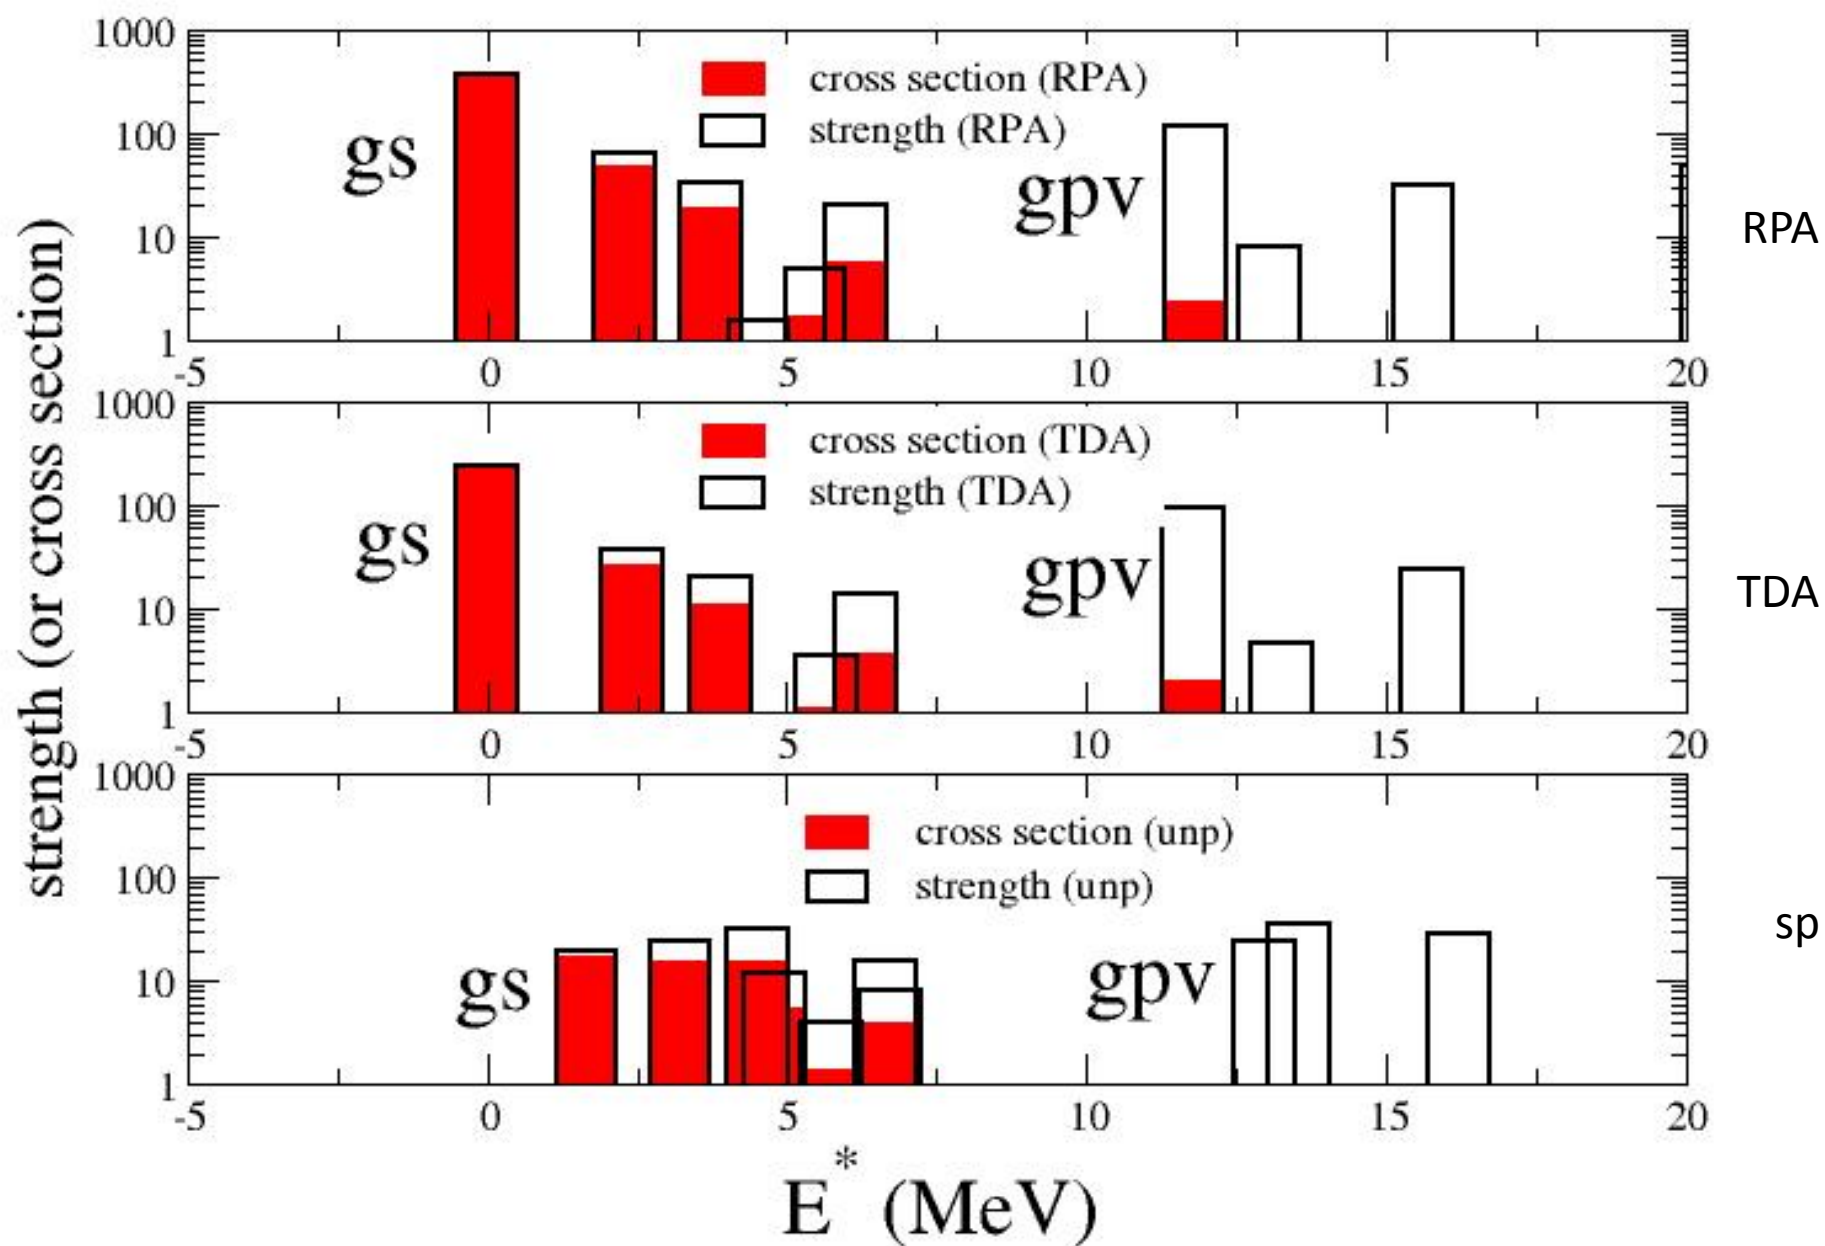 strength (or cross section)
1000
100
10
1
cross section (RPA)
strength (RPA)
gs
gpv
RPA
-5
0
5
10
15
20
1000
100
10
1
cross section (TDA)
strength (TDA)
gs
gpv
TDA
-5
0
5
10
15
20
1000
100
10
1
cross section (unp)
strength (unp)
gs
gpv
sp
-5
0
5
10
15
20
E* (MeV)